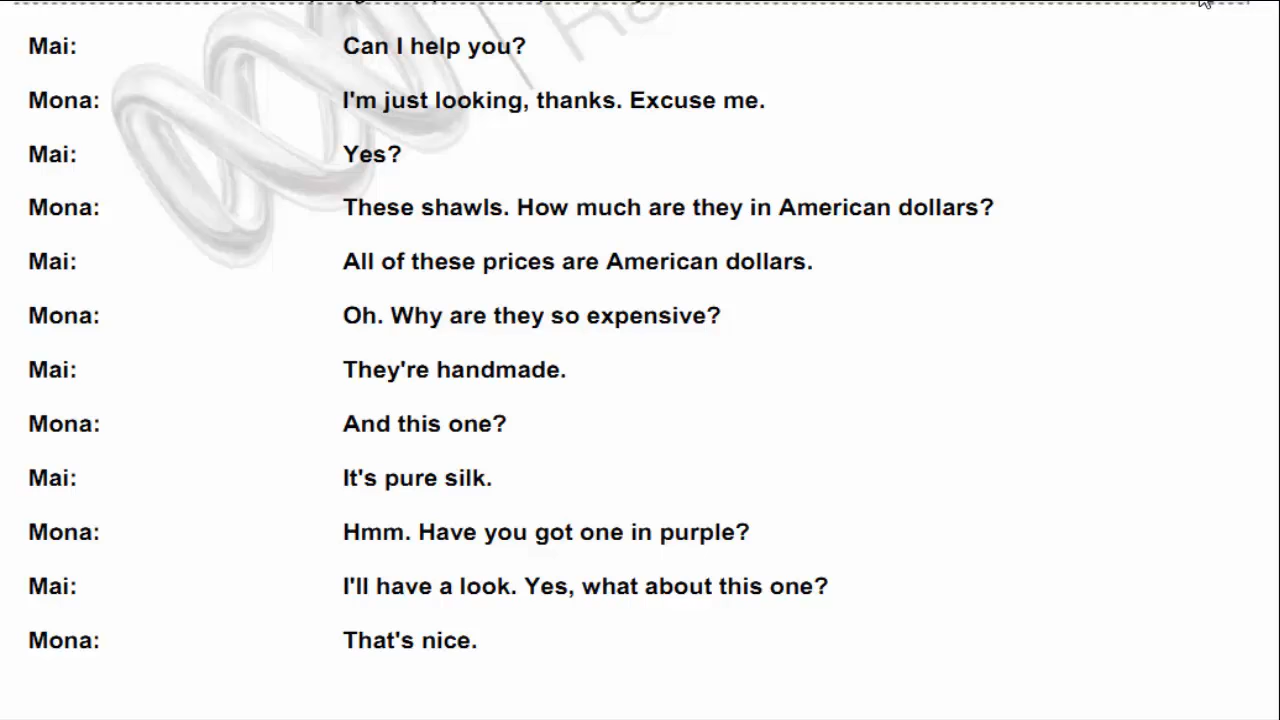 Mai: Can I help you?
Mona: I'm just looking, thanks. Excuse me.
Mai: Yes?
Mona: These shawls. How much are they in American dollars?
Mai: All of these prices are American dollars.
Mona: Oh. Why are they so expensive?
Mai: They're handmade.
Mona: And this one?
Mai: It's pure silk.
Mona: Hmm. Have you got one in purple?
Mai: I'll have a look. Yes, what about this one?
Mona: That's nice.